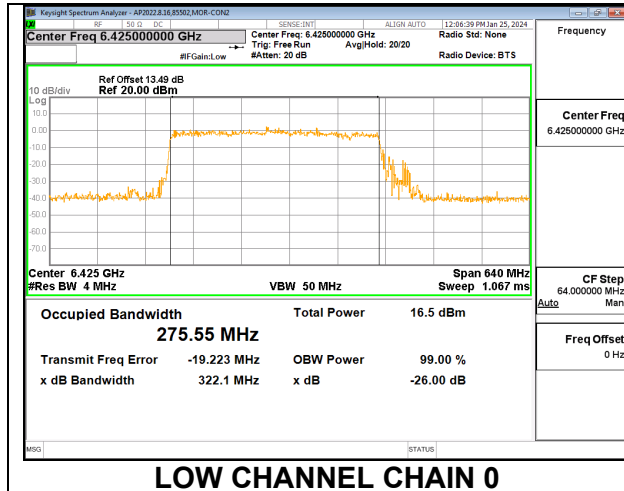 Keysight Spectrum Analyzer - AP2022.8.16,85502,MOR-CON2
LXI RF 50 Ω DC SENSE:INT ALIGN AUTO 12:06:39 PM Jan 25, 2024
Center Freq 6.425000000 GHz Center Freq: 6.425000000 GHz Radio Std: None
Trig: Free Run Avg|Hold: 20/20
#IFGain:Low #Atten: 20 dB Radio Device: BTS
Frequency
Ref Offset 13.49 dB
10 dB/div Ref 20.00 dBm
Log
10.0
0.00
-10.0
-20.0
-30.0
-40.0
-50.0
-60.0
-70.0
Center 6.425 GHz Span 640 MHz
#Res BW 4 MHz VBW 50 MHz Sweep 1.067 ms
Occupied Bandwidth Total Power 16.5 dBm
275.55 MHz
Transmit Freq Error -19.223 MHz OBW Power 99.00 %
x dB Bandwidth 322.1 MHz x dB -26.00 dB
Center Freq
6.425000000 GHz
CF Step
64.000000 MHz
Auto Man
Freq Offset
0 Hz
MSG STATUS
LOW CHANNEL CHAIN 0